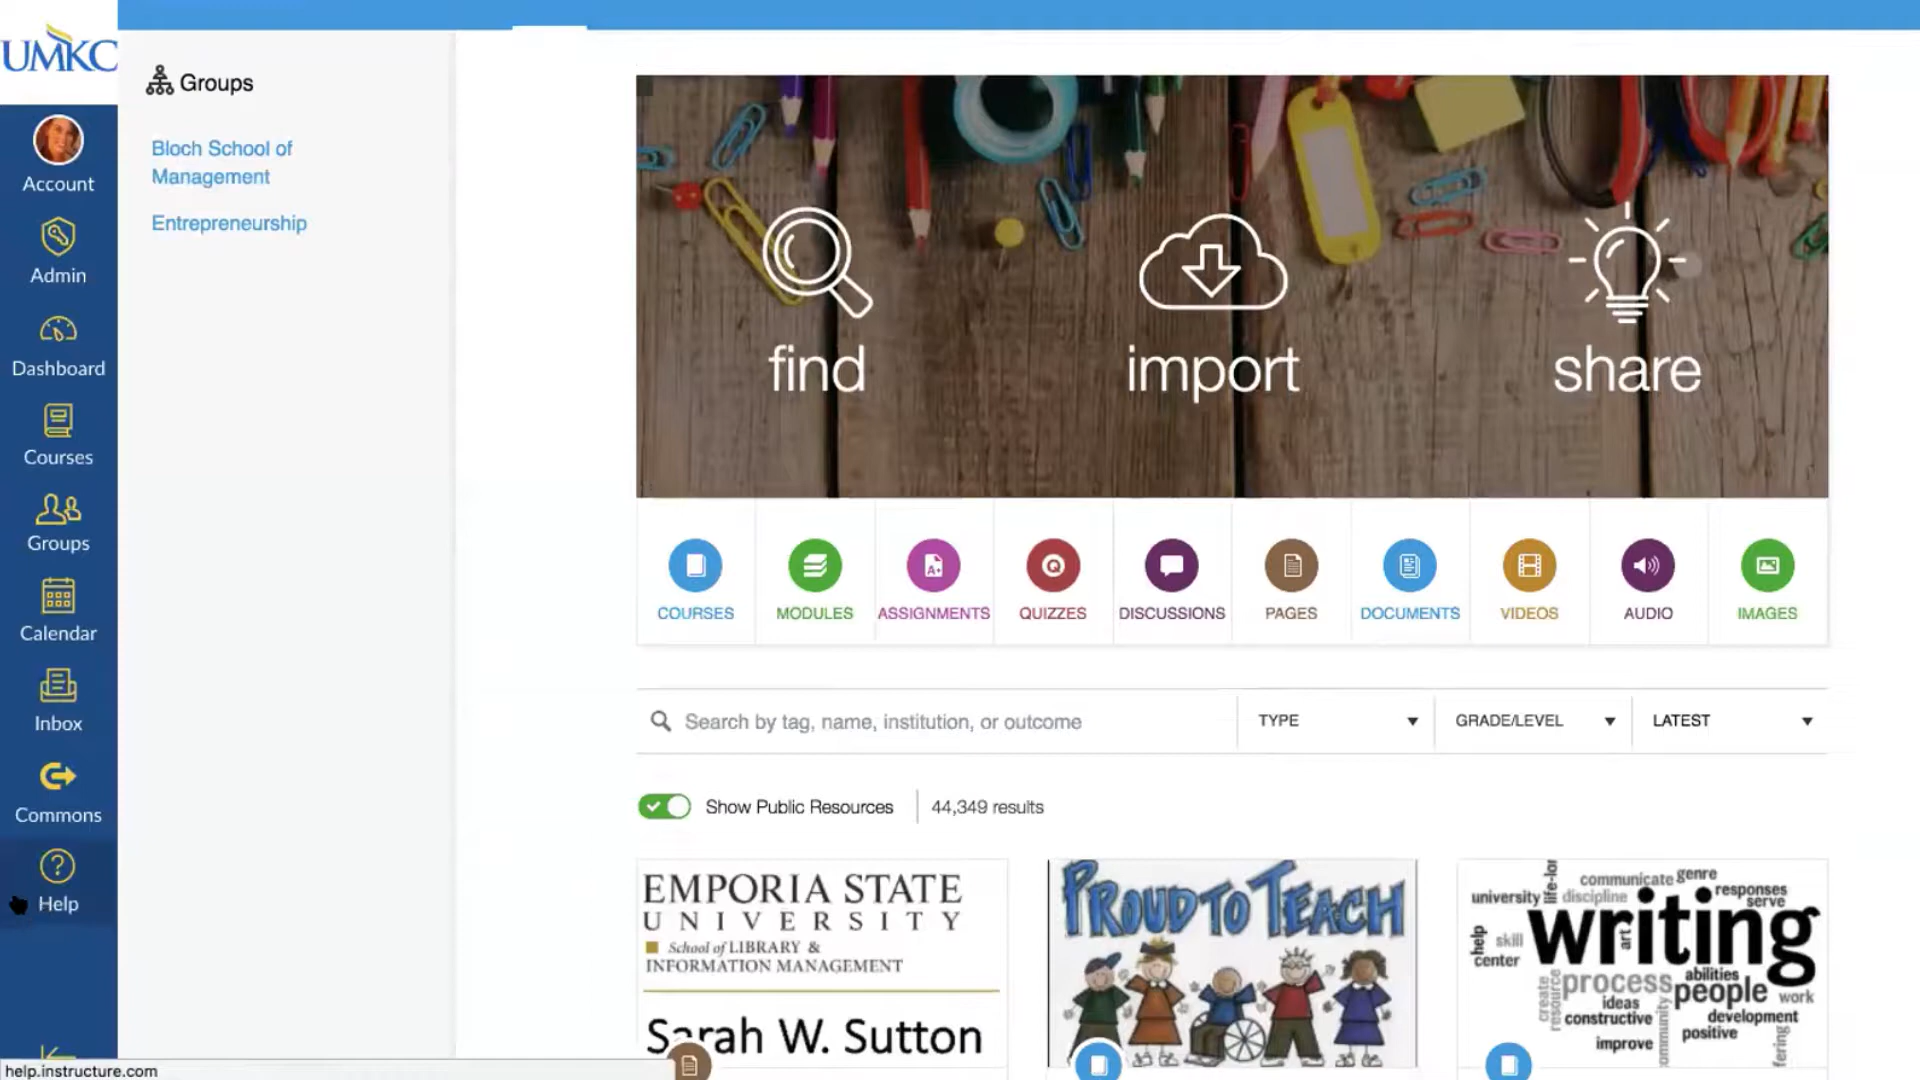 UMKC
Account
Admin
Dashboard
Courses
Groups
Calendar
Inbox
Commons
Help
help.instructure.com
Groups
Bloch School of
Management
Entrepreneurship
find
import
share
COURSES
MODULES
ASSIGNMENTS
QUIZZES
DISCUSSIONS
PAGES
DOCUMENTS
VIDEOS
AUDIO
IMAGES
Search by tag, name, institution, or outcome
TYPE
GRADE/LEVEL
LATEST
Show Public Resources
44,349 results
EMPORIA STATE
UNIVERSITY
School of LIBRARY &
INFORMATION MANAGEMENT
Sarah W. Sutton
PROUD TO TEACH
communicate genre
university discipline responses
serve
help
skill
center
writing
art
process
abilities
people
work
create
resource
ideas
constructive
community
development
positive
improve